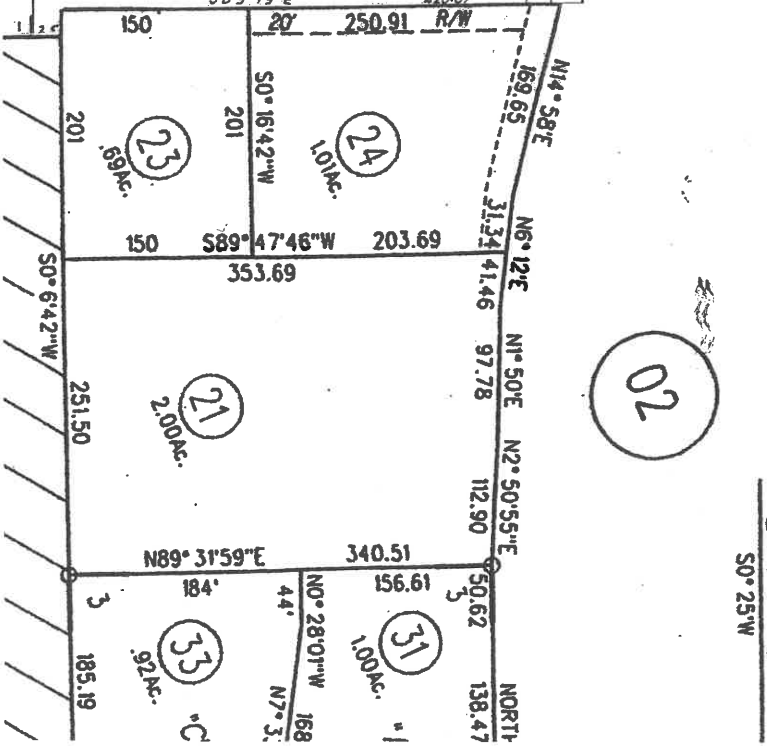 150
20'
250.91
R/W
N14° 58'E
169.65
201
201
S0° 16'42"W
23
.69AC.
24
1.01AC.
31.34
N6° 12'E
150
S89° 47'46"W
203.69
353.69
41.46
S0° 6'42"W
251.50
21
2.00AC.
N1° 50'E
97.78
N2° 50'55"E
112.90
02
N89° 31'59"E
340.51
184'
156.61
50.62
3
3
44'
N0° 28'01"W
33
.92AC.
31
1.00AC.
185.19
"C
N7° 3
168
"
138.47
NORTH
S0° 25'W